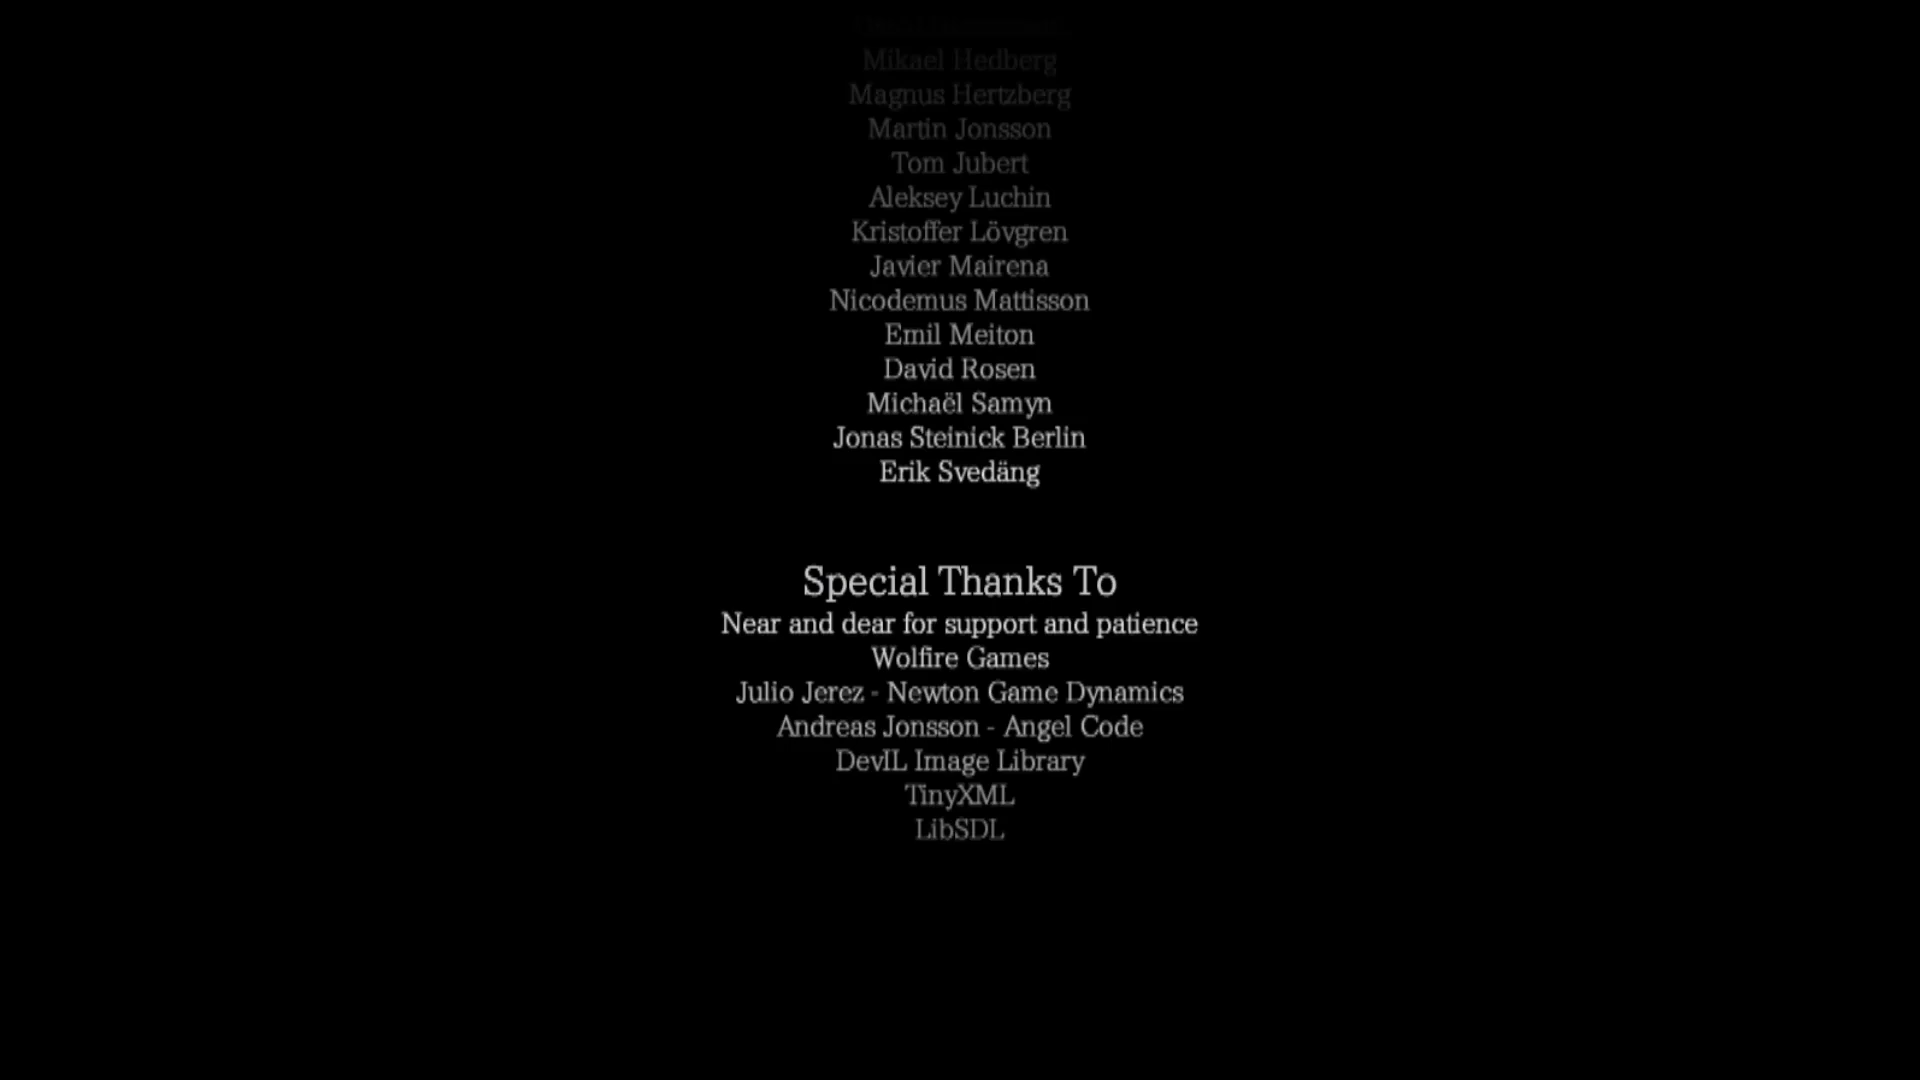 Mikael Hedberg
Magnus Hertzberg
Martin Jonsson
Tom Jubert
Aleksey Luchin
Kristoffer Lövgren
Javier Mairena
Nicodemus Mattisson
Emil Meiton
David Rosen
Michaël Samyn
Jonas Steinick Berlin
Erik Svedäng
Special Thanks To
Near and dear for support and patience
Wolfire Games
Julio Jerez - Newton Game Dynamics
Andreas Jonsson - Angel Code
DevIL Image Library
TinyXML
LibSDL